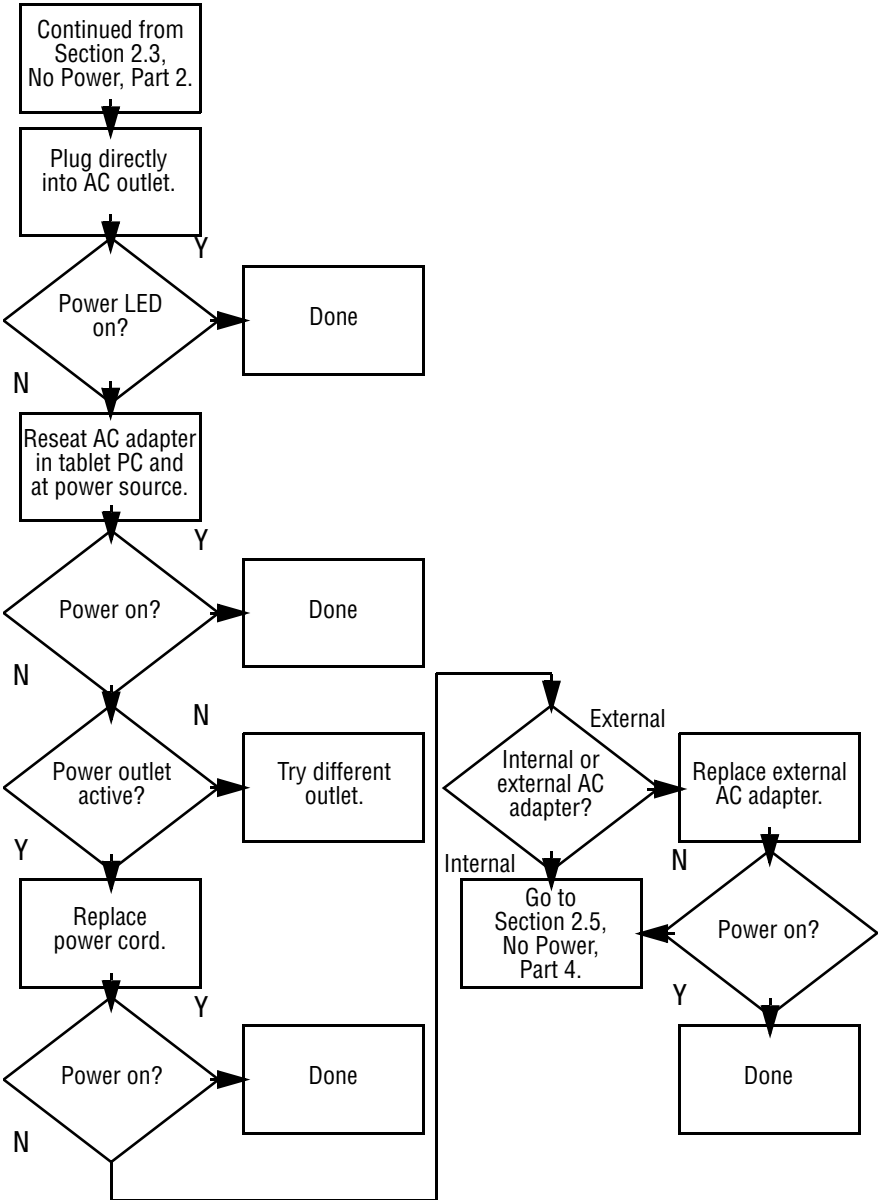 Continued from
Section 2.3,
No Power, Part 2.
Plug directly
into AC outlet.
Y
Power LED
on?
Done
N
Reseat AC adapter
in tablet PC and
at power source.
Y
Power on?
Done
N
N
Power outlet
active?
Try different
outlet.
Y
Replace
power cord.
Y
Power on?
Done
N
External
Internal or
external AC
adapter?
Replace external
AC adapter.
Internal
N
Go to
Section 2.5,
No Power,
Part 4.
Power on?
Y
Done